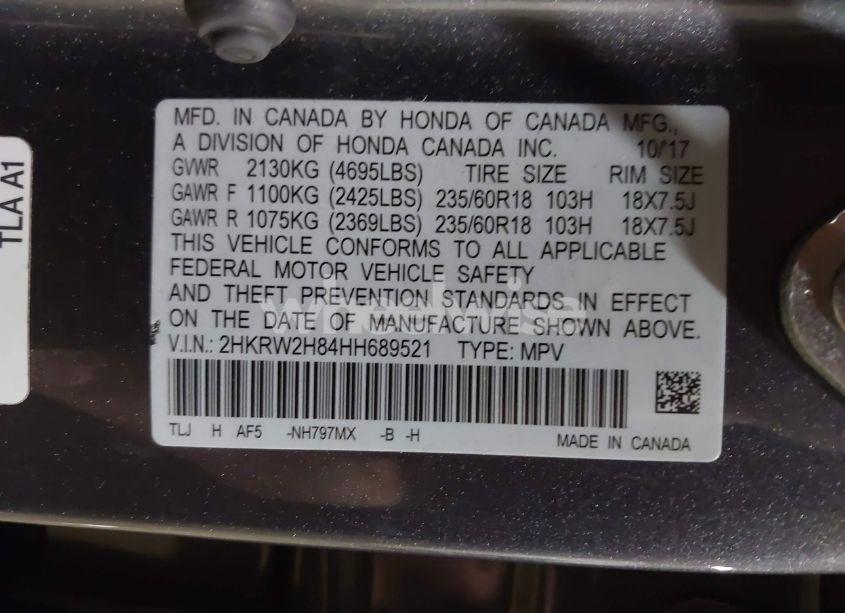 TLA A1
MFD. IN CANADA BY HONDA OF CANADA MFG.,
A DIVISION OF HONDA CANADA INC. 10/'17
GVWR 2130KG (4695LBS) TIRE SIZE RIM SIZE
GAWR F 1100KG (2425LBS) 235/60R18 103H 18X7.5J
GAWR R 1075KG (2369LBS) 235/60R18 103H 18X7.5J
THIS VEHICLE CONFORMS TO ALL APPLICABLE
FEDERAL MOTOR VEHICLE SAFETY
AND THEFT PREVENTION STANDARDS IN EFFECT
ON THE DATE OF MANUFACTURE SHOWN ABOVE.
V.I.N.: 2HKRW2H84HH689521 TYPE: MPV
TLJ H AF5 -NH797MX -B -H
MADE IN CANADA